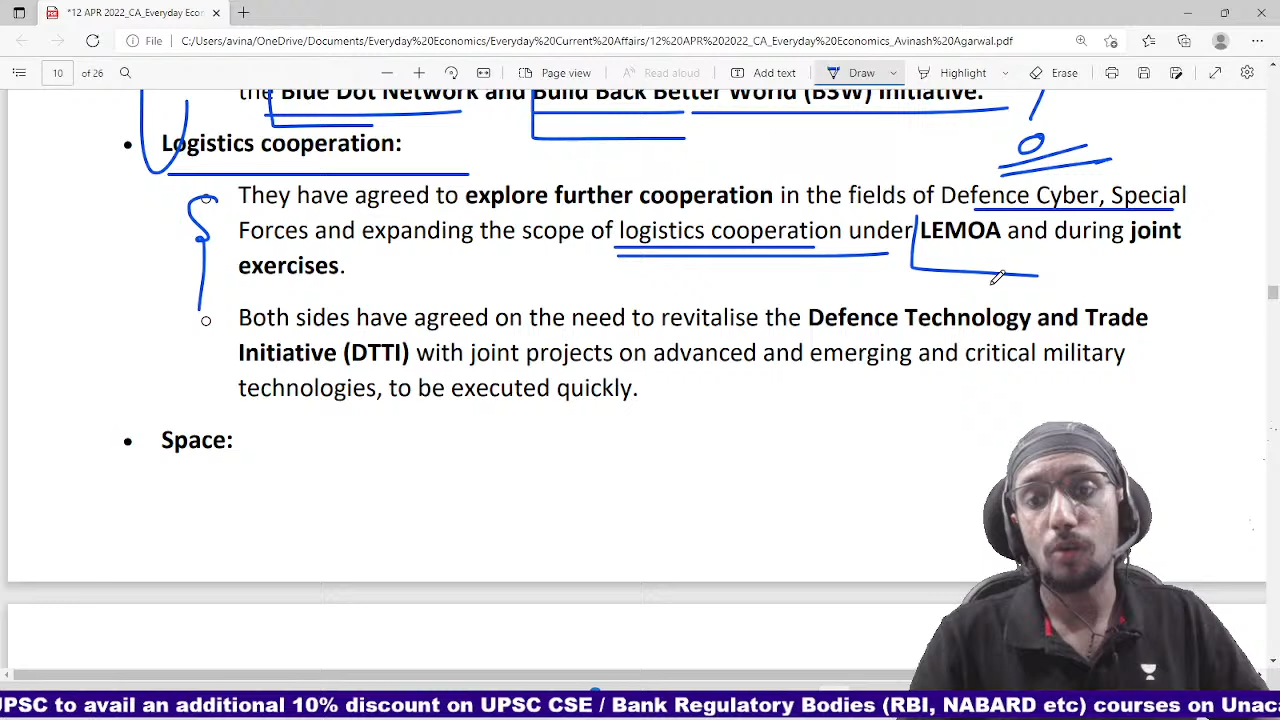 *12 APR 2022_CA_Everyday Econ
File C:/Users/avina/OneDrive/Documents/Everyday%20Economics/Everyday%20Current%20Affairs/12%20APR%202022_CA_Everyday%20Economics_Avinash%20Agarwal.pdf
10 of 26 Page view Read aloud Add text Draw Highlight Erase
the Blue Dot Network and Build Back Better World (B3W) Initiative.
• Logistics cooperation:
○ They have agreed to explore further cooperation in the fields of Defence Cyber, Special
Forces and expanding the scope of logistics cooperation under LEMOA and during joint
exercises.
○ Both sides have agreed on the need to revitalise the Defence Technology and Trade
Initiative (DTTI) with joint projects on advanced and emerging and critical military
technologies, to be executed quickly.
• Space:
UPSC to avail an additional 10% discount on UPSC CSE / Bank Regulatory Bodies (RBI, NABARD etc) courses on Unac